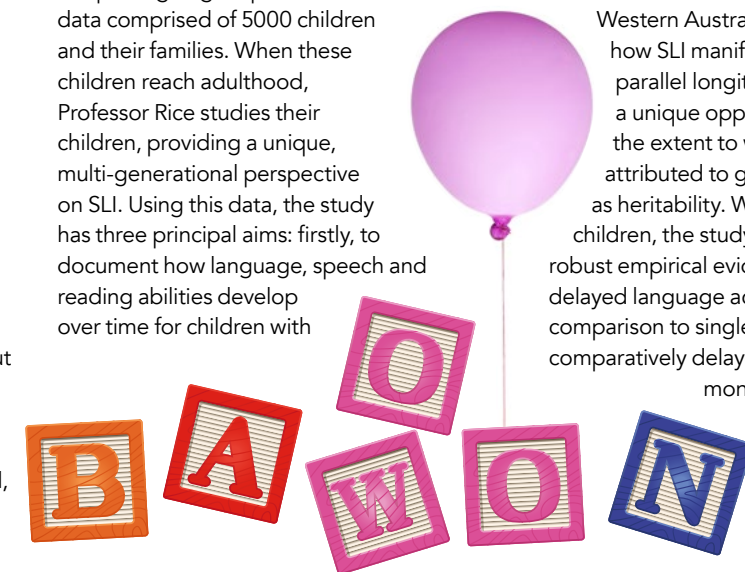 data comprised of 5000 children
and their families. When these
children reach adulthood,
Professor Rice studies their
children, providing a unique,
multi-generational perspective
on SLI. Using this data, the study
has three principal aims: firstly, to
document how language, speech and
reading abilities develop
over time for children with
Western Austra
how SLI manif
parallel longit
a unique opp
the extent to
attributed to g
as heritability. W
children, the study
robust empirical evid
delayed language ac
comparison to single
comparatively delay
mon
O
B
A
W
O
N